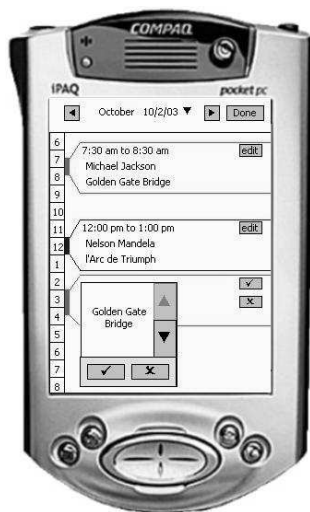 COMPAQ
iPAQ pocket pc
October 10/2/03 Done
6
7:30 am to 8:30 am edit
7 Michael Jackson
8 Golden Gate Bridge
9
10
11 12:00 pm to 1:00 pm edit
12 Nelson Mandela
1 l'Arc de Triumph
2
3 Golden Gate
4 Bridge
5
6
7
8